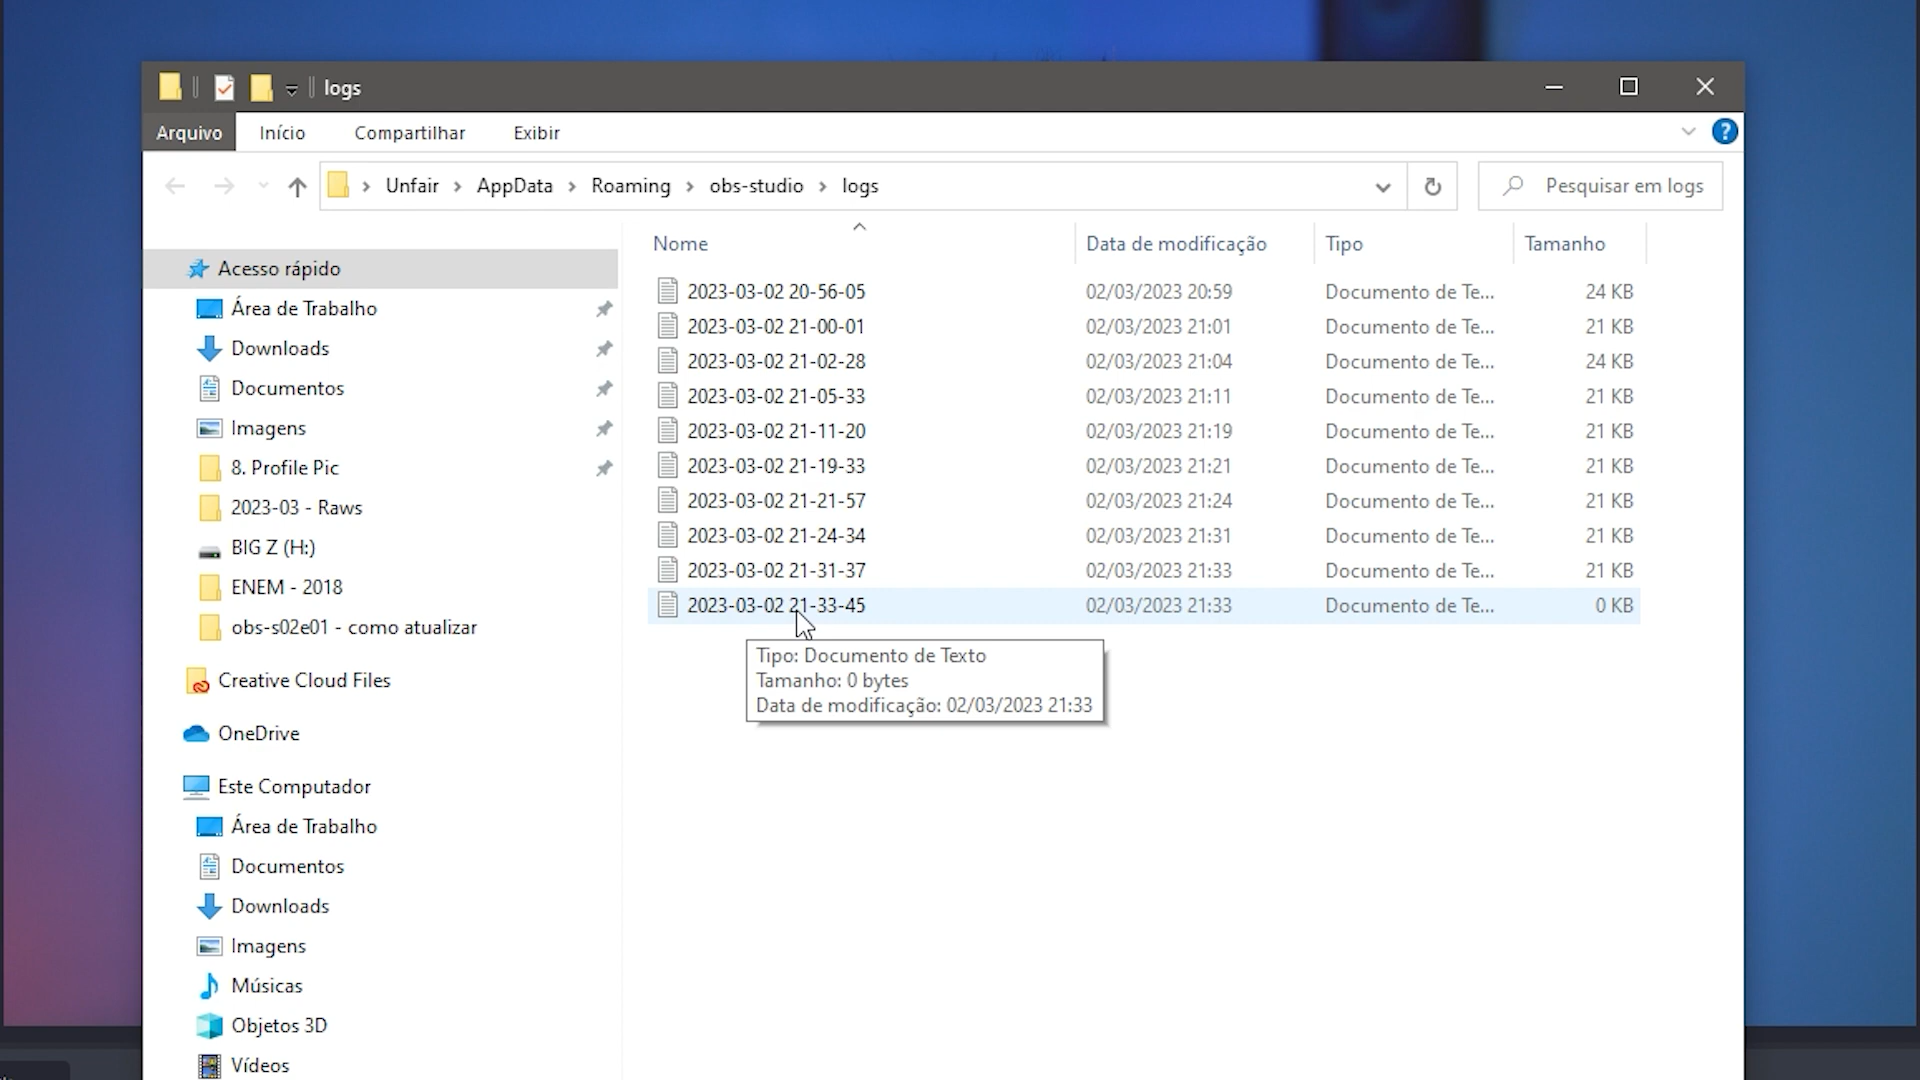 logs
Arquivo Início Compartilhar Exibir ?
Unfair AppData Roaming obs-studio logs Pesquisar em logs
Nome Data de modificação Tipo Tamanho
Acesso rápido
Área de Trabalho
Downloads
Documentos
Imagens
8. Profile Pic
2023-03 - Raws
BIG Z (H:)
ENEM - 2018
obs-s02e01 - como atualizar
Creative Cloud Files
OneDrive
Este Computador
Área de Trabalho
Documentos
Downloads
Imagens
Músicas
Objetos 3D
Vídeos
2023-03-02 20-56-05 02/03/2023 20:59 Documento de Te... 24 KB
2023-03-02 21-00-01 02/03/2023 21:01 Documento de Te... 21 KB
2023-03-02 21-02-28 02/03/2023 21:04 Documento de Te... 24 KB
2023-03-02 21-05-33 02/03/2023 21:11 Documento de Te... 21 KB
2023-03-02 21-11-20 02/03/2023 21:19 Documento de Te... 21 KB
2023-03-02 21-19-33 02/03/2023 21:21 Documento de Te... 21 KB
2023-03-02 21-21-57 02/03/2023 21:24 Documento de Te... 21 KB
2023-03-02 21-24-34 02/03/2023 21:31 Documento de Te... 21 KB
2023-03-02 21-31-37 02/03/2023 21:33 Documento de Te... 21 KB
2023-03-02 21-33-45 02/03/2023 21:33 Documento de Te... 0 KB
Tipo: Documento de Texto
Tamanho: 0 bytes
Data de modificação: 02/03/2023 21:33